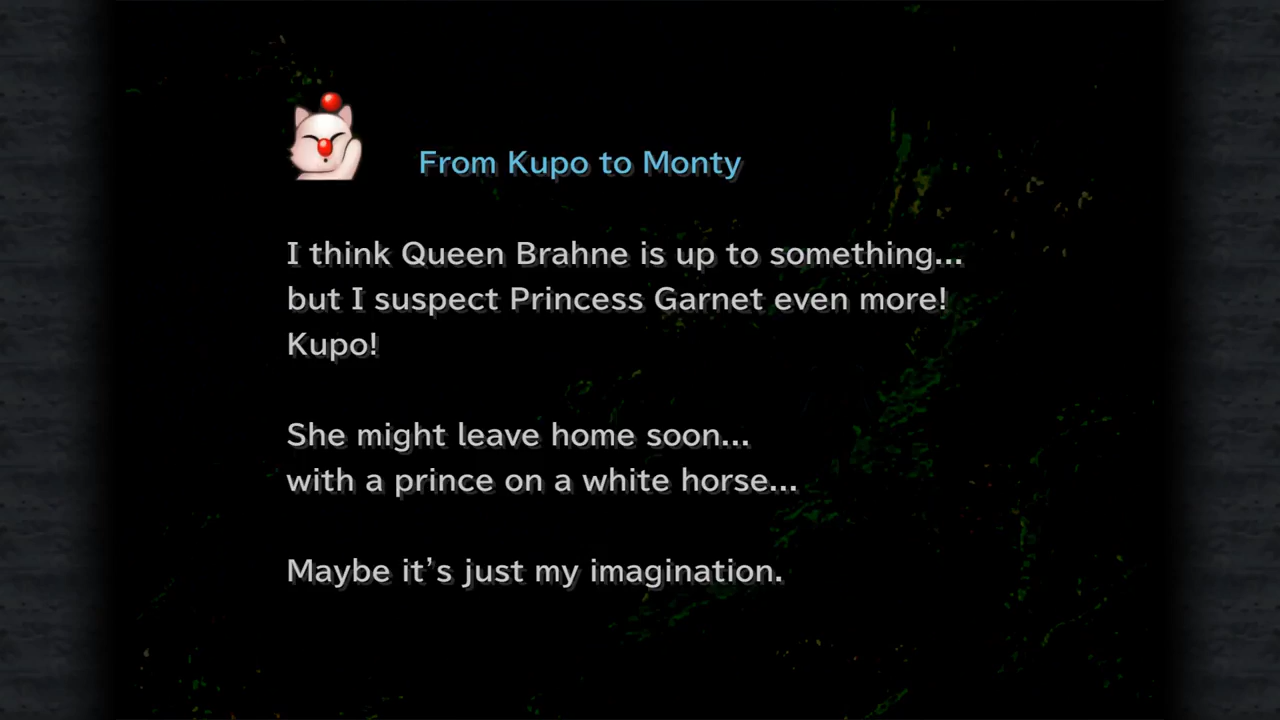 From Kupo to Monty
I think Queen Brahne is up to something...
but I suspect Princess Garnet even more!
Kupo!
She might leave home soon...
with a prince on a white horse...
Maybe it’s just my imagination.